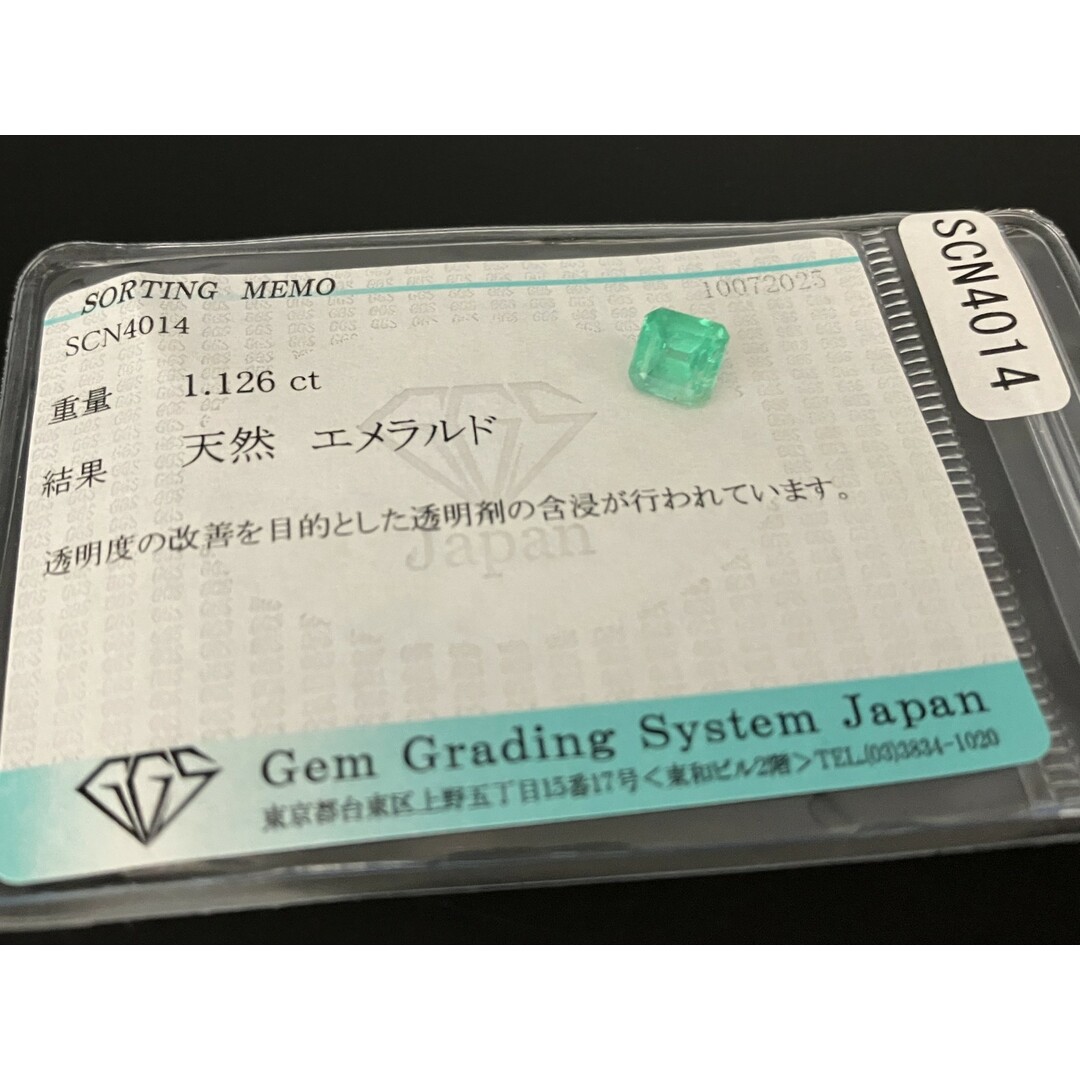 SORTING MEMO
10072025
SCN4014
重量 1.126 ct
結果 天然 エメラルド
透明度の改善を目的とした透明剤の含浸が行われています。
GGS
Japan
GGS
Gem Grading System Japan
東京都台東区上野五丁目15番17号<東和ビル2階>TEL.(03)3834-1020
SCN4014